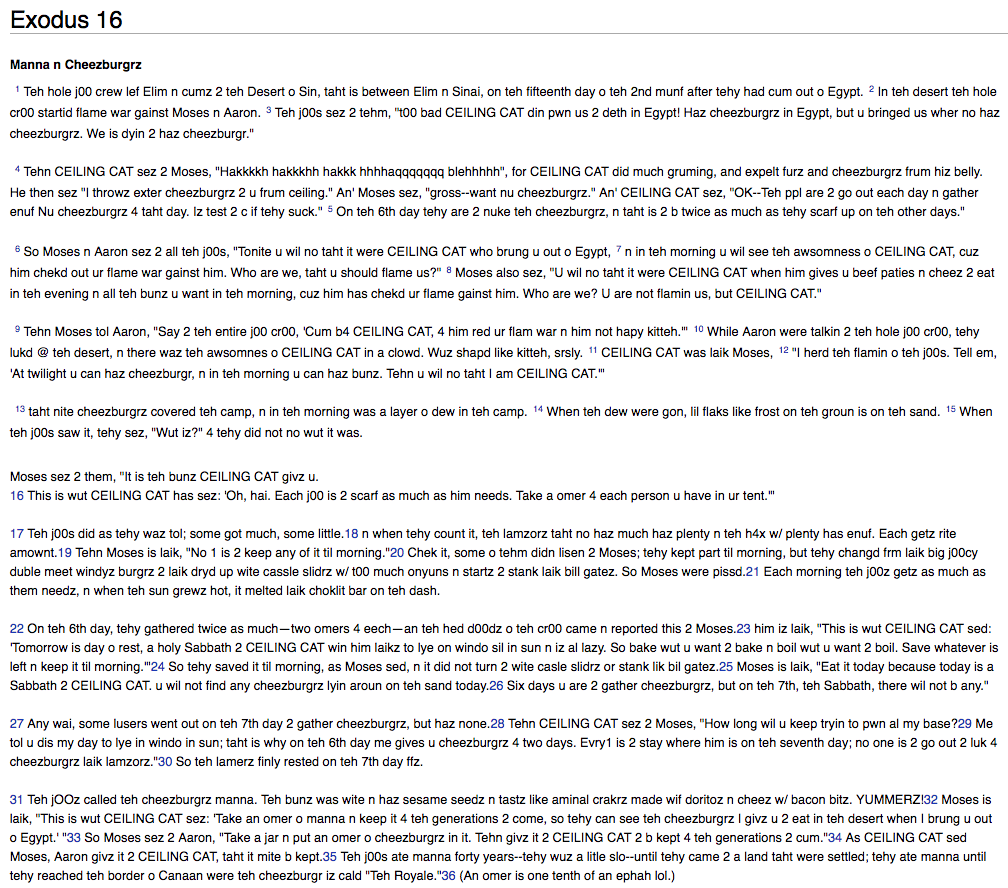 Exodus 16
Manna n Cheezburgrz
1 Teh hole j00 crew lef Elim n cumz 2 teh Desert o Sin, taht is between Elim n Sinai, on teh fifteenth day o teh 2nd munf after tehy had cum out o Egypt. 2 In teh desert teh hole
cr00 startid flame war gainst Moses n Aaron. 3 Teh j00s sez 2 tehm, "t00 bad CEILING CAT din pwn us 2 deth in Egypt! Haz cheezburgrz in Egypt, but u bringed us wher no haz
cheezburgrz. We is dyin 2 haz cheezburgr."
4 Tehn CEILING CAT sez 2 Moses, "Hakkkkh hakkkhh hakkk hhhhaqqqqqqq blehhhhh", for CEILING CAT did much gruming, and expelt furz and cheezburgrz frum hiz belly.
He then sez "I throwz exter cheezburgrz 2 u frum ceiling." An' Moses sez, "gross--want nu cheezburgrz." An' CEILING CAT sez, "OK--Teh ppl are 2 go out each day n gather
enuf Nu cheezburgrz 4 taht day. Iz test 2 c if tehy suck." 5 On teh 6th day tehy are 2 nuke teh cheezburgrz, n taht is 2 b twice as much as tehy scarf up on teh other days."
6 So Moses n Aaron sez 2 all teh j00s, "Tonite u wil no taht it were CEILING CAT who brung u out o Egypt, 7 n in teh morning u wil see teh awsomness o CEILING CAT, cuz
him chekd out ur flame war gainst him. Who are we, taht u should flame us?" 8 Moses also sez, "U wil no taht it were CEILING CAT when him gives u beef paties n cheez 2 eat
in teh evening n all teh bunz u want in teh morning, cuz him has chekd ur flame gainst him. Who are we? U are not flamin us, but CEILING CAT."
9 Tehn Moses tol Aaron, "Say 2 teh entire j00 cr00, 'Cum b4 CEILING CAT, 4 him red ur flam war n him not hapy kitteh.'" 10 While Aaron were talkin 2 teh hole j00 cr00, tehy
lukd @ teh desert, n there waz teh awsomnes o CEILING CAT in a clowd. Wuz shapd like kitteh, srsly. 11 CEILING CAT was laik Moses, 12 "I herd teh flamin o teh j00s. Tell em,
'At twilight u can haz cheezburgr, n in teh morning u can haz bunz. Tehn u wil no taht I am CEILING CAT.'"
13 taht nite cheezburgrz covered teh camp, n in teh morning was a layer o dew in teh camp. 14 When teh dew were gon, lil flaks like frost on teh groun is on teh sand. 15 When
teh j00s saw it, tehy sez, "Wut iz?" 4 tehy did not no wut it was.
Moses sez 2 them, "It is teh bunz CEILING CAT givz u.
16 This is wut CEILING CAT has sez: 'Oh, hai. Each j00 is 2 scarf as much as him needs. Take a omer 4 each person u have in ur tent.'"
17 Teh j00s did as tehy waz tol; some got much, some little.18 n when tehy count it, teh lamzorz taht no haz much haz plenty n teh h4x w/ plenty has enuf. Each getz rite
amownt.19 Tehn Moses is laik, "No 1 is 2 keep any of it til morning."20 Chek it, some o tehm didn lisen 2 Moses; tehy kept part til morning, but tehy changd frm laik big j00cy
duble meet windyz burgrz 2 laik dryd up wite cassle slidrz w/ t00 much onyuns n startz 2 stank laik bill gatez. So Moses were pissd.21 Each morning teh j00z getz as much as
them needz, n when teh sun grewz hot, it melted laik choklit bar on teh dash.
22 On teh 6th day, tehy gathered twice as much—two omers 4 eech—an teh hed d00dz o teh cr00 came n reported this 2 Moses.23 him iz laik, "This is wut CEILING CAT sed:
'Tomorrow is day o rest, a holy Sabbath 2 CEILING CAT win him laikz to lye on windo sil in sun n iz al lazy. So bake wut u want 2 bake n boil wut u want 2 boil. Save whatever is
left n keep it til morning.'"24 So tehy saved it til morning, as Moses sed, n it did not turn 2 wite casle slidrz or stank lik bil gatez.25 Moses is laik, "Eat it today because today is a
Sabbath 2 CEILING CAT. u wil not find any cheezburgrz lyin aroun on teh sand today.26 Six days u are 2 gather cheezburgrz, but on teh 7th, teh Sabbath, there wil not b any."
27 Any wai, some lusers went out on teh 7th day 2 gather cheezburgrz, but haz none.28 Tehn CEILING CAT sez 2 Moses, "How long wil u keep tryin to pwn al my base?29 Me
tol u dis my day to lye in windo in sun; taht is why on teh 6th day me gives u cheezburgrz 4 two days. Evry1 is 2 stay where him is on teh seventh day; no one is 2 go out 2 luk 4
cheezburgrz laik lamzorz."30 So teh lamerz finly rested on teh 7th day ffz.
31 Teh jOOz called teh cheezburgrz manna. Teh bunz was wite n haz sesame seedz n tastz like aminal crakrz made wif doritoz n cheez w/ bacon bitz. YUMMERZ!32 Moses is
laik, "This is wut CEILING CAT sez: 'Take an omer o manna n keep it 4 teh generations 2 come, so tehy can see teh cheezburgrz I givz u 2 eat in teh desert when I brung u out
o Egypt.' "33 So Moses sez 2 Aaron, "Take a jar n put an omer o cheezburgrz in it. Tehn givz it 2 CEILING CAT 2 b kept 4 teh generations 2 cum."34 As CEILING CAT sed
Moses, Aaron givz it 2 CEILING CAT, taht it mite b kept.35 Teh j00s ate manna forty years--tehy wuz a litle slo--until tehy came 2 a land taht were settled; tehy ate manna until
tehy reached teh border o Canaan were teh cheezburgr iz cald "Teh Royale."36 (An omer is one tenth of an ephah lol.)